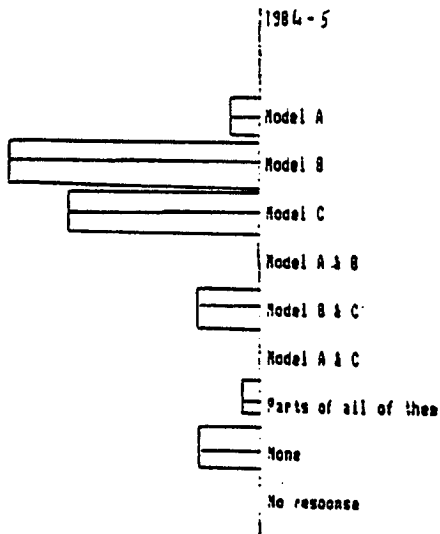 1984-5
Model A
Model B
Model C
Model A & B
Model B & C
Model A & C
Parts of all of them
None
No response